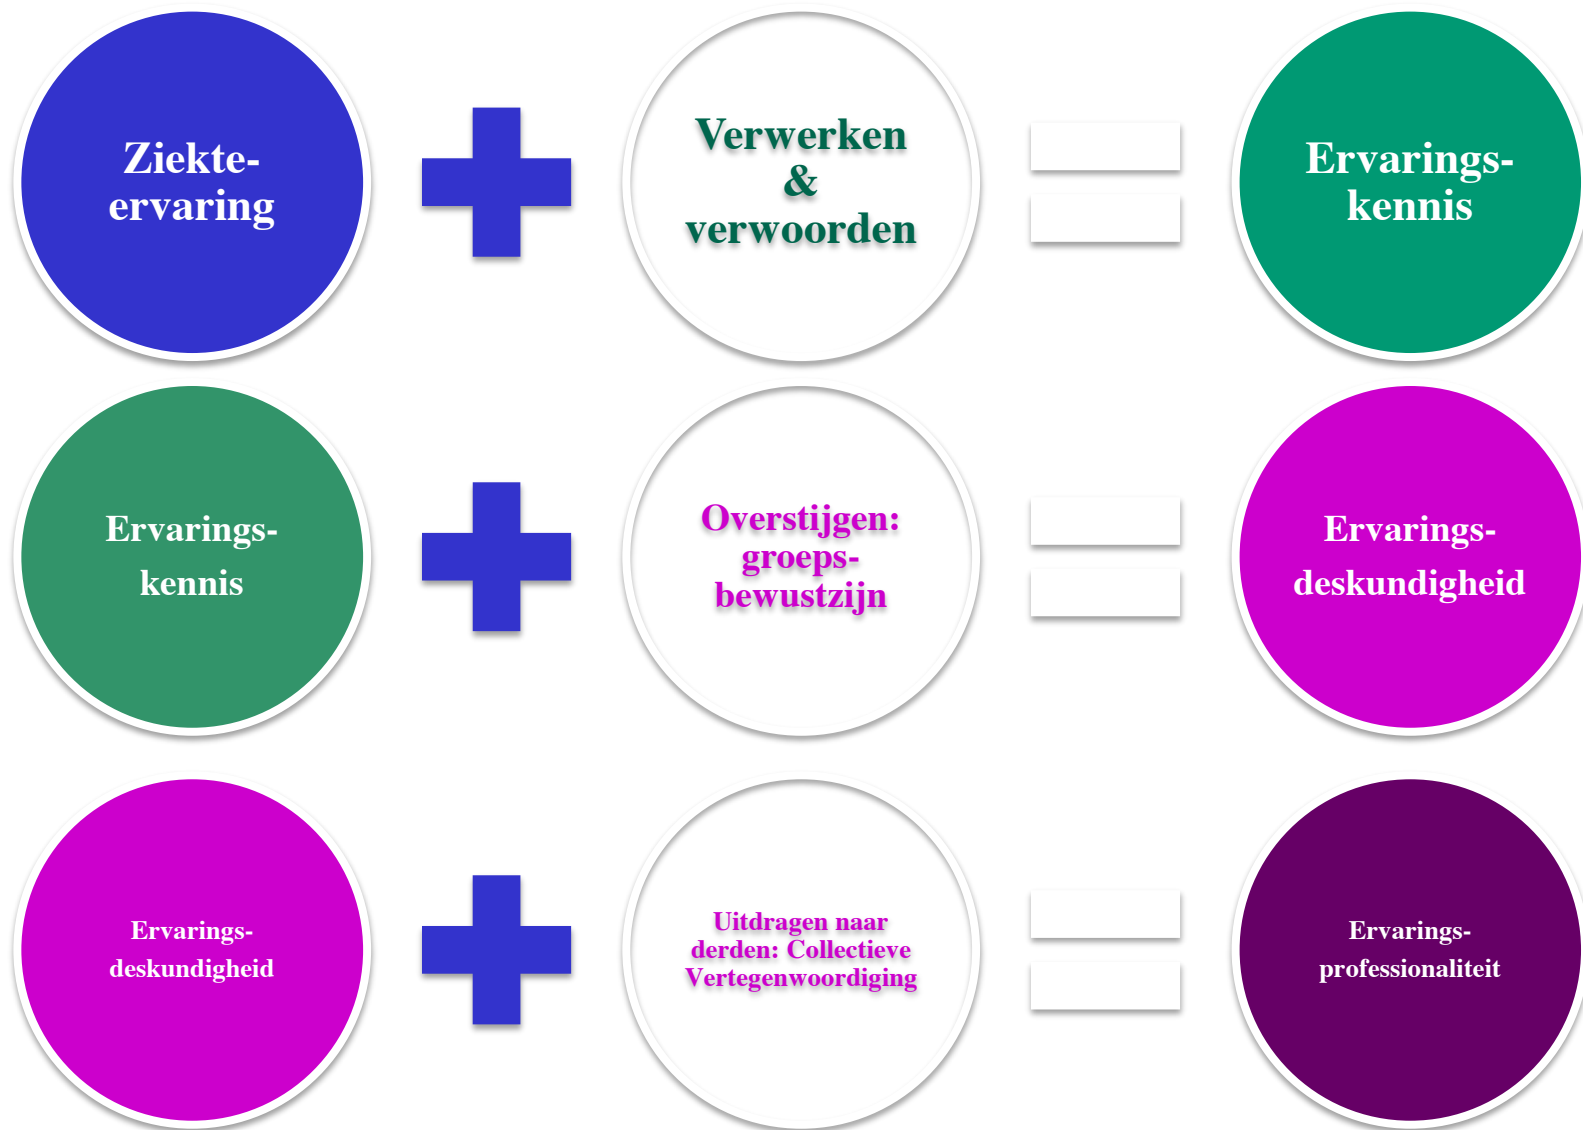 Ziekte-
ervaring
Verwerken
&
verwoorden
Ervarings-
kennis
Ervarings-
kennis
Overstijgen:
groeps-
bewustzijn
Ervarings-
deskundigheid
Ervarings-
deskundigheid
Uitdragen naar
derden: Collectieve
Vertegenwoordiging
Ervarings-
professionaliteit